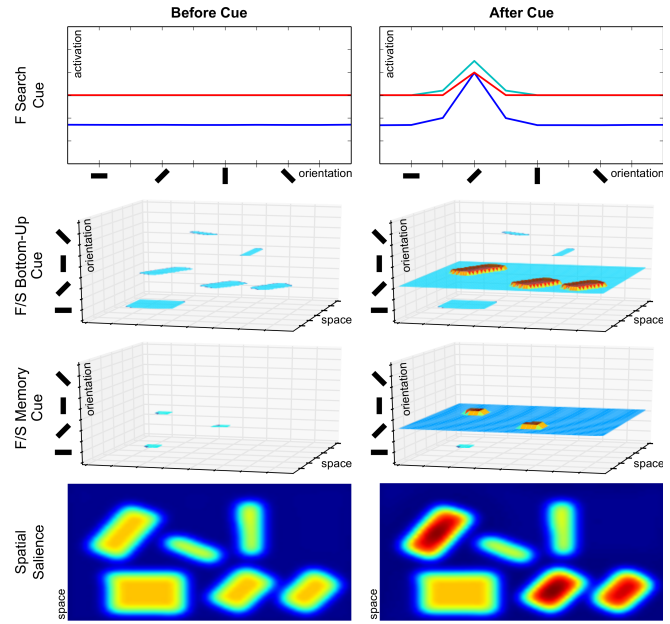 Before Cue
After Cue
F Search
Cue
activation
orientation
activation
orientation
F/S Bottom-Up
Cue
orientation
space
orientation
space
F/S Memory
Cue
orientation
space
orientation
space
Spatial
Salience
space
space